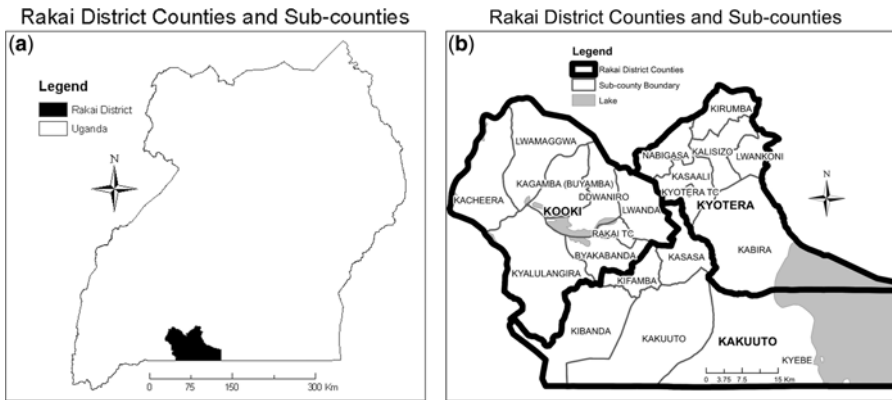 Rakai District Counties and Sub-counties
(a)
Legend
Rakai District
Uganda
N
0 75 150 300 Km
Rakai District Counties and Sub-counties
(b)
Legend
Rakai District Counties
Sub-county Boundary
Lake
KIRUMBA
LWAMAGGWA
NABIGASA
KALISIZO
LWANKONI
KASAALI
KAGAMBA (BUYAMBA)
DDWANIRO
KYOTERA TC
N
KACHEERA
KOOKI
LWANDA
KYOTERA
RAKAI TC
KABIRA
BYAKABANDA
KASASA
KYALULANGIRA
KIFAMBA
KIBANDA
KAKUUTO
KAKUUTO
KYEBE
0 3.75 7.5 15 Km